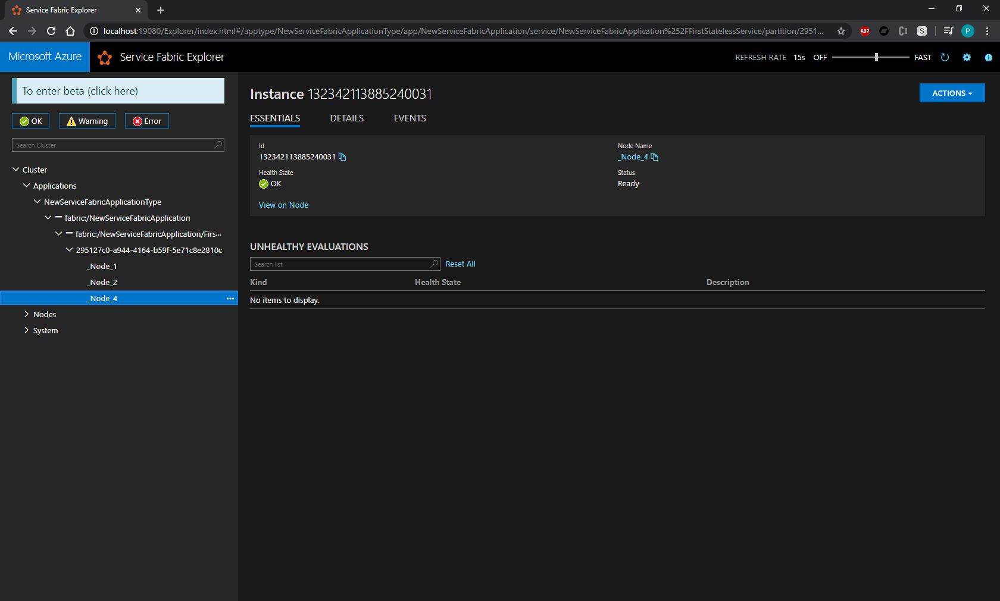 Service Fabric Explorer
localhost:19080/Explorer/index.html#/apptype/NewServiceFabricApplicationType/app/NewServiceFabricApplication/service/NewServiceFabricApplication%252FFirstStatelessService/partition/2951...
ABP
S
P
Microsoft Azure
Service Fabric Explorer
REFRESH RATE 15s OFF FAST
To enter beta (click here)
OK Warning Error
Search Cluster
Cluster
Applications
NewServiceFabricApplicationType
fabric:/NewServiceFabricApplication
fabric:/NewServiceFabricApplication/Firs...
295127c0-a944-4164-b59f-5e71c8e2810c
_Node_1
_Node_2
_Node_4
Nodes
System
Instance 132342113885240031
ACTIONS
ESSENTIALS DETAILS EVENTS
Id
132342113885240031
Health State
OK
View on Node
Node Name
_Node_4
Status
Ready
UNHEALTHY EVALUATIONS
Search list
Reset All
Kind Health State Description
No items to display.